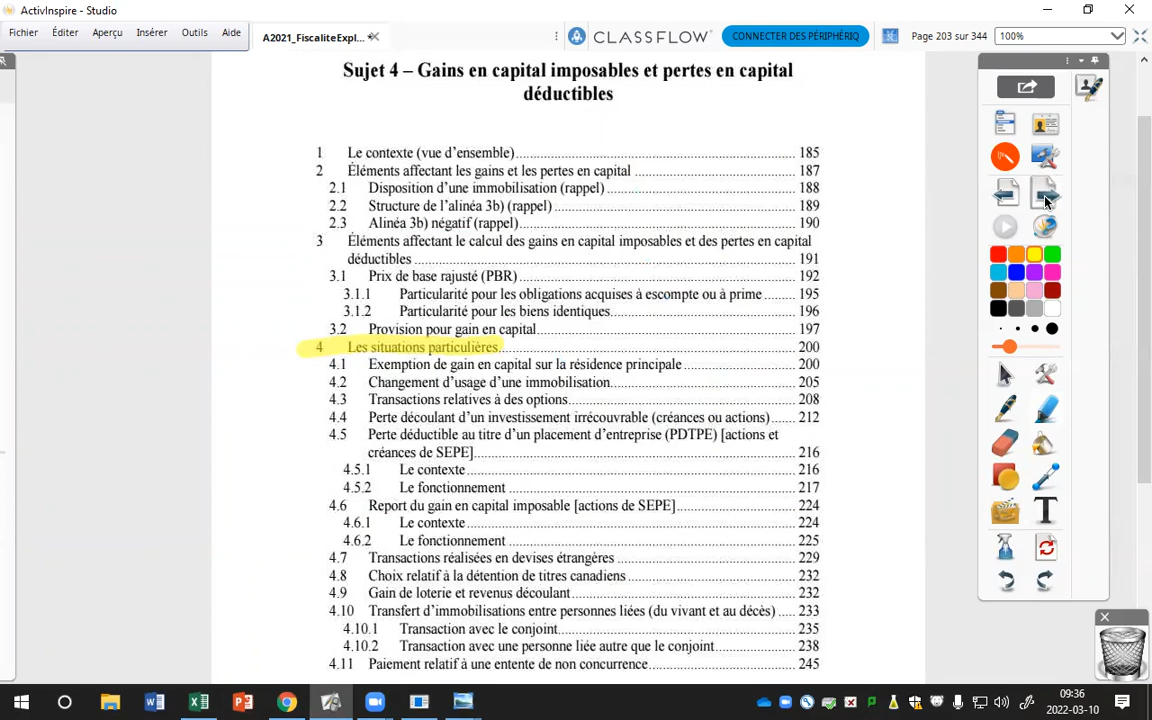 ActivInspire - Studio
Fichier Éditer Aperçu Insérer Outils Aide
A2021_FiscaliteExpl...
CLASSFLOW
CONNECTER DES PÉRIPHÉRIQ
Page 203 sur 344
100%
Sujet 4 – Gains en capital imposables et pertes en capital
déductibles
1 Le contexte (vue d'ensemble) 185
2 Éléments affectant les gains et les pertes en capital 187
2.1 Disposition d'une immobilisation (rappel) 188
2.2 Structure de l'alinéa 3b) (rappel) 189
2.3 Alinéa 3b) négatif (rappel) 190
3 Éléments affectant le calcul des gains en capital imposables et des pertes en capital
déductibles 191
3.1 Prix de base rajusté (PBR) 192
3.1.1 Particularité pour les obligations acquises à escompte ou à prime 195
3.1.2 Particularité pour les biens identiques 196
3.2 Provision pour gain en capital 197
4 Les situations particulières 200
4.1 Exemption de gain en capital sur la résidence principale 200
4.2 Changement d'usage d'une immobilisation 205
4.3 Transactions relatives à des options 208
4.4 Perte découlant d'un investissement irrécouvrable (créances ou actions) 212
4.5 Perte déductible au titre d'un placement d'entreprise (PDTPE) [actions et
créances de SEPE] 216
4.5.1 Le contexte 216
4.5.2 Le fonctionnement 217
4.6 Report du gain en capital imposable [actions de SEPE] 224
4.6.1 Le contexte 224
4.6.2 Le fonctionnement 225
4.7 Transactions réalisées en devises étrangères 229
4.8 Choix relatif à la détention de titres canadiens 232
4.9 Gain de loterie et revenus découlant 232
4.10 Transfert d'immobilisations entre personnes liées (du vivant et au décès) 233
4.10.1 Transaction avec le conjoint 235
4.10.2 Transaction avec une personne liée autre que le conjoint 238
4.11 Paiement relatif à une entente de non concurrence 245
09:36
2022-03-10